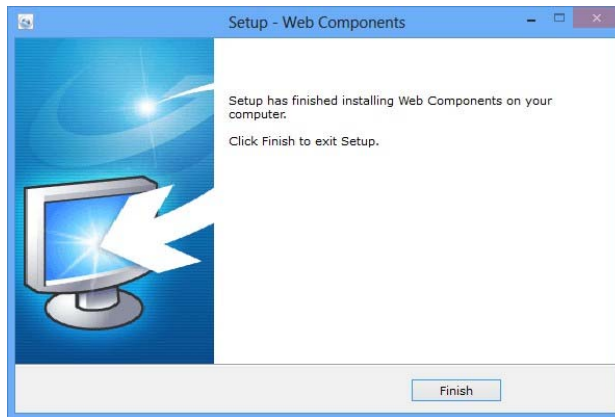 Setup - Web Components
Setup has finished installing Web Components on your
computer.
Click Finish to exit Setup.
Finish